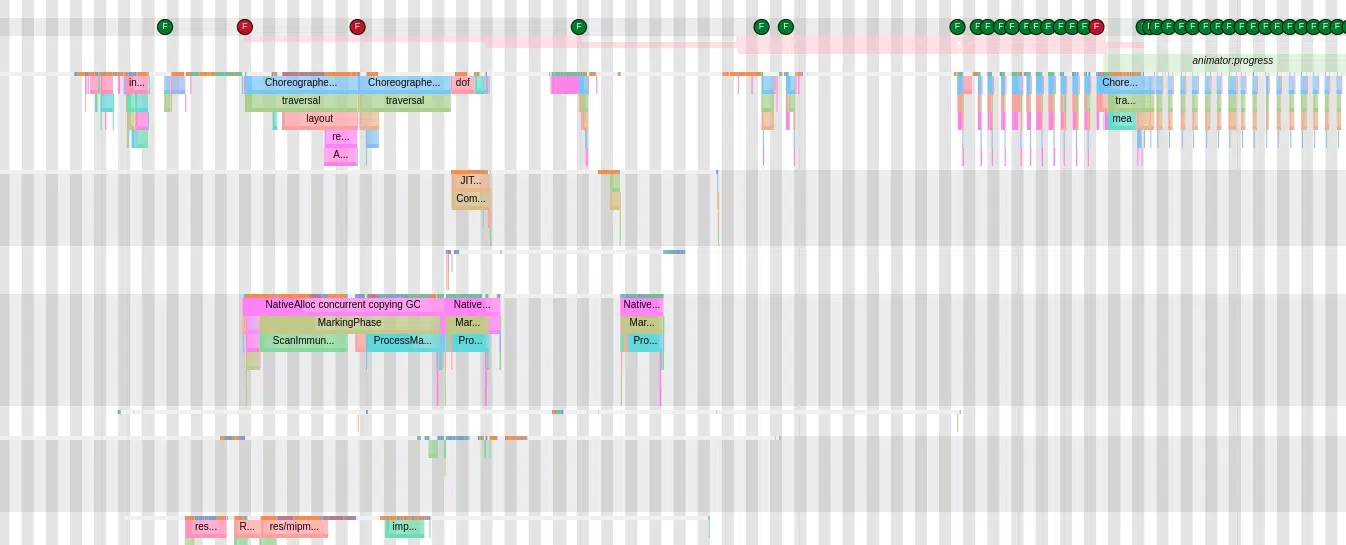 F F F F F F F F F F F F F F F F F F F F F F F F F F F F F F F F F F F
animator:progress
in... Choreographe... Choreographe... dof Chore...
traversal traversal tra...
layout mea
re...
A...
JIT...
Com...
NativeAlloc concurrent copying GC Native... Native...
MarkingPhase Mar... Mar...
ScanImmun... ProcessMa... Pro... Pro...
res... R... res/mipm... imp...